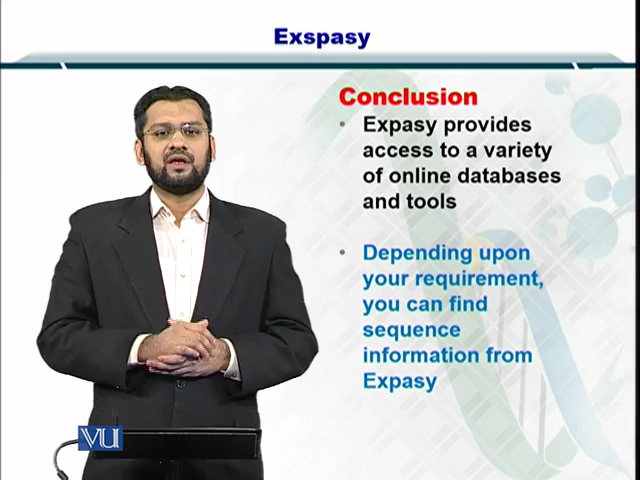 Exspasy
Conclusion
• Expasy provides
access to a variety
of online databases
and tools
• Depending upon
your requirement,
you can find
sequence
information from
Expasy
VU